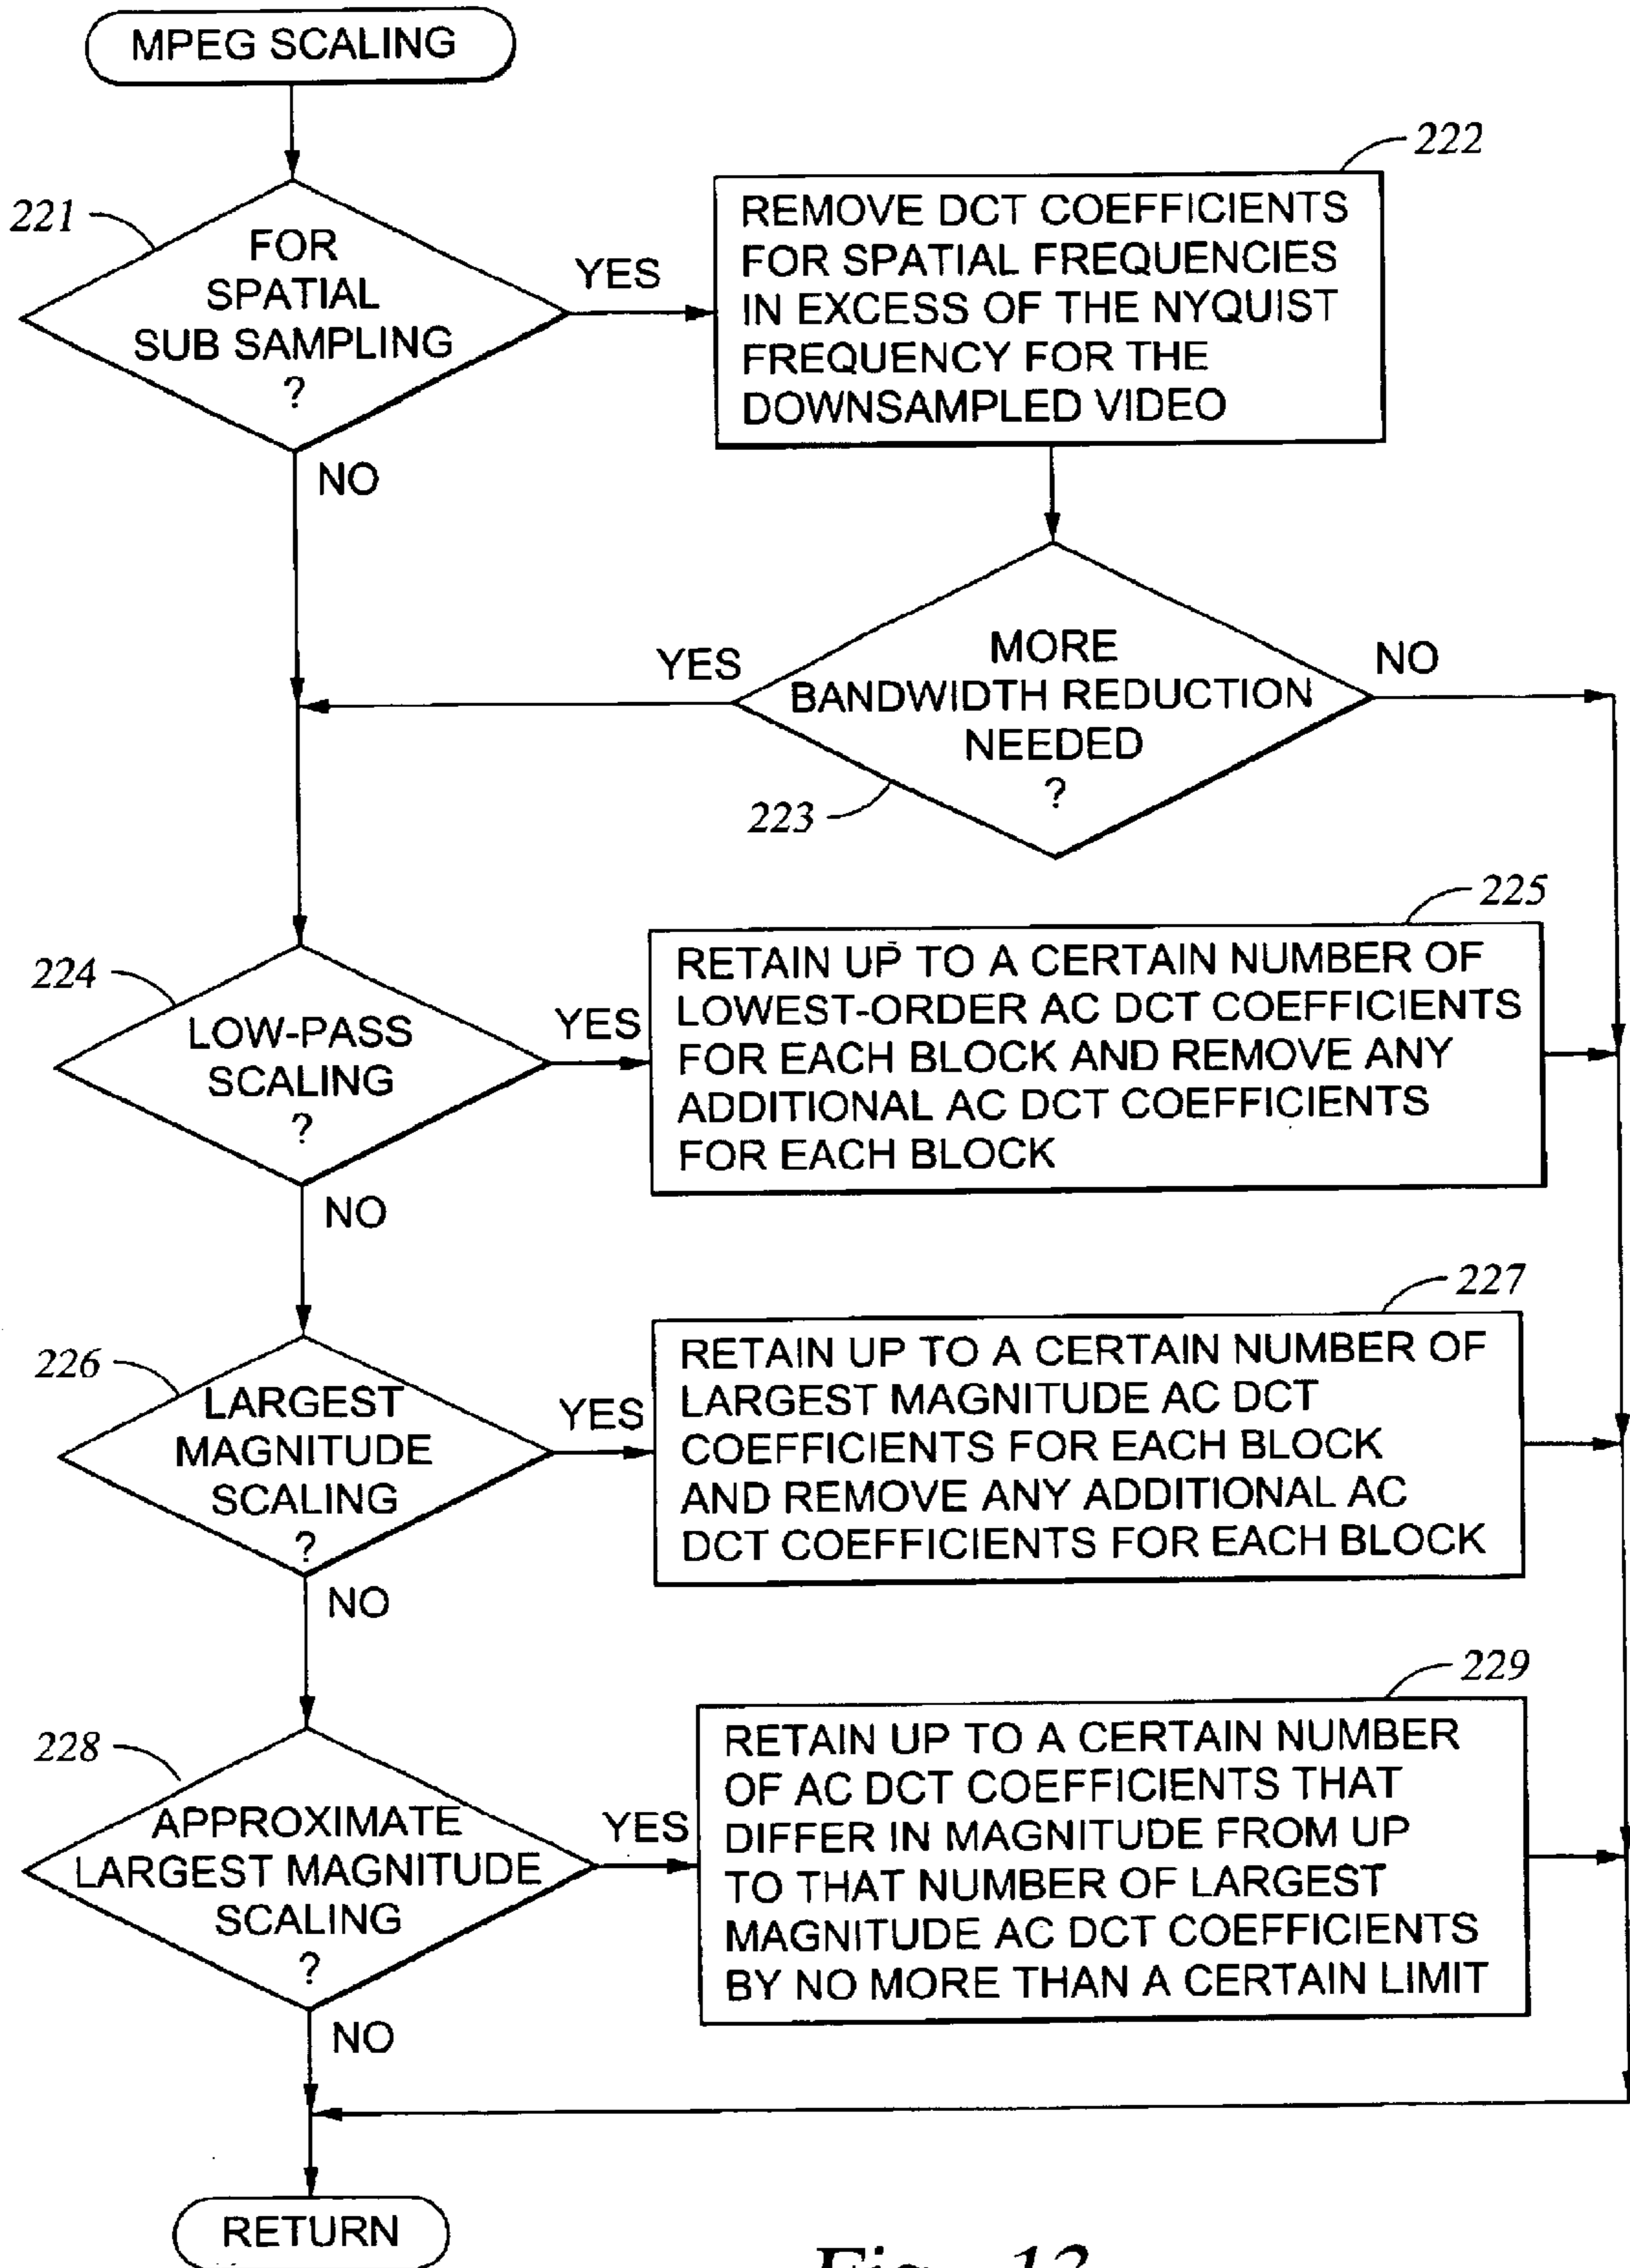 MPEG SCALING
222
221
FOR
SPATIAL
SUB SAMPLING
?
YES
REMOVE DCT COEFFICIENTS
FOR SPATIAL FREQUENCIES
IN EXCESS OF THE NYQUIST
FREQUENCY FOR THE
DOWNSAMPLED VIDEO
NO
YES
MORE
BANDWIDTH REDUCTION
NEEDED
?
NO
223
225
224
LOW-PASS
SCALING
?
YES
RETAIN UP TO A CERTAIN NUMBER OF
LOWEST-ORDER AC DCT COEFFICIENTS
FOR EACH BLOCK AND REMOVE ANY
ADDITIONAL AC DCT COEFFICIENTS
FOR EACH BLOCK
NO
227
226
LARGEST
MAGNITUDE
SCALING
?
YES
RETAIN UP TO A CERTAIN NUMBER OF
LARGEST MAGNITUDE AC DCT
COEFFICIENTS FOR EACH BLOCK
AND REMOVE ANY ADDITIONAL AC
DCT COEFFICIENTS FOR EACH BLOCK
NO
229
228
APPROXIMATE
LARGEST MAGNITUDE
SCALING
?
YES
RETAIN UP TO A CERTAIN NUMBER
OF AC DCT COEFFICIENTS THAT
DIFFER IN MAGNITUDE FROM UP
TO THAT NUMBER OF LARGEST
MAGNITUDE AC DCT COEFFICIENTS
BY NO MORE THAN A CERTAIN LIMIT
NO
RETURN
Fig.